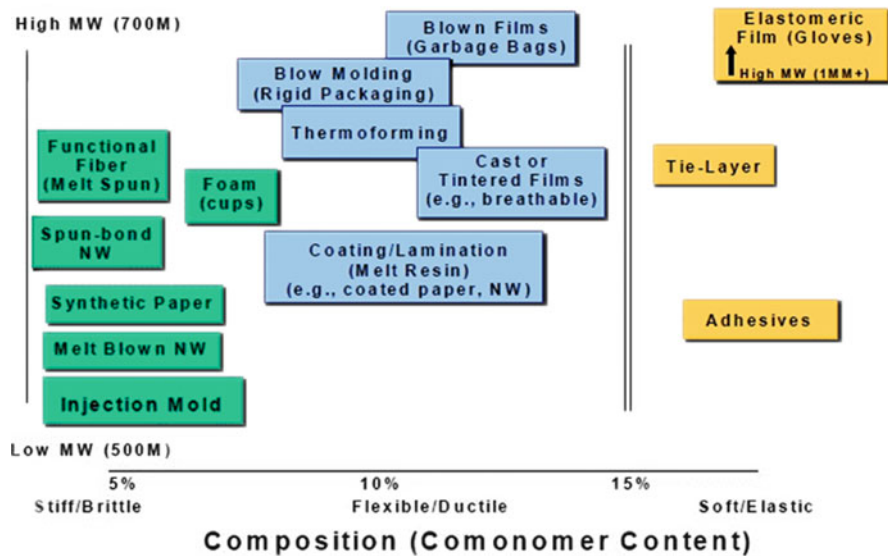 High MW (700M)
Blown Films
(Garbage Bags)
Elastomeric
Film (Gloves)
High MW (1MM+)
Blow Molding
(Rigid Packaging)
Thermoforming
Functional
Fiber
(Melt Spun)
Foam
(cups)
Cast or
Tintered Films
(e.g., breathable)
Tie-Layer
Spun-bond
NW
Coating/Lamination
(Melt Resin)
(e.g., coated paper, NW)
Synthetic Paper
Adhesives
Melt Blown NW
Injection Mold
Low MW (500M)
5%
10%
15%
Stiff/Brittle
Flexible/Ductile
Soft/Elastic
Composition (Comonomer Content)